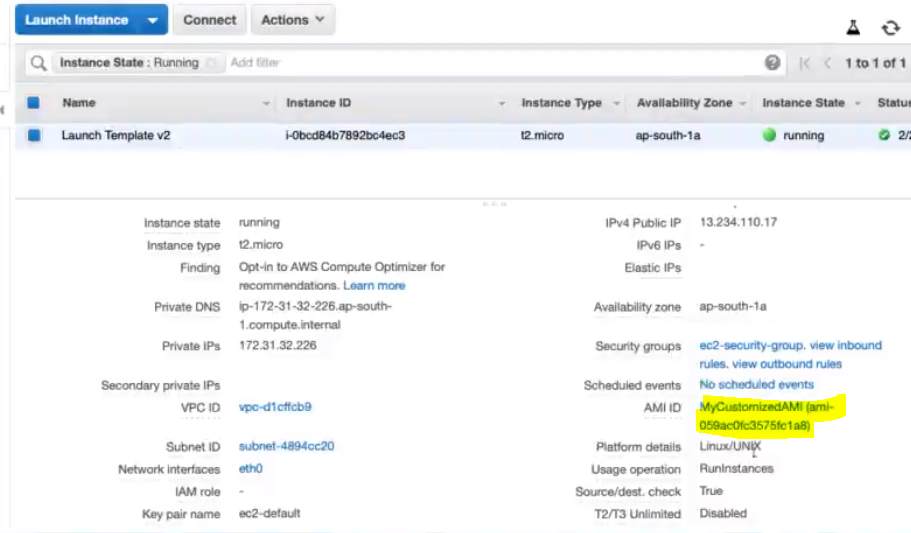 Launch Instance Connect Actions
Instance State : Running Add filter 1 to 1 of 1
Name Instance ID Instance Type Availability Zone Instance State Status
Launch Template v2 i-0bcd84b7892bc4ec3 t2.micro ap-south-1a running 2/2
Instance state running
Instance type t2.micro
Finding Opt-in to AWS Compute Optimizer for
recommendations. Learn more
Private DNS ip-172-31-32-226.ap-south-
1.compute.internal
Private IPs 172.31.32.226
Secondary private IPs
VPC ID vpc-d1cffcb9
Subnet ID subnet-4894cc20
Network interfaces eth0
IAM role -
Key pair name ec2-default
IPv4 Public IP 13.234.110.17
IPv6 IPs -
Elastic IPs
Availability zone ap-south-1a
Security groups ec2-security-group. view inbound
rules. view outbound rules
Scheduled events No scheduled events
AMI ID MyCustomizedAMI (ami-
059ac0fc3575fc1a8)
Platform details Linux/UNIX
Usage operation RunInstances
Source/dest. check True
T2/T3 Unlimited Disabled